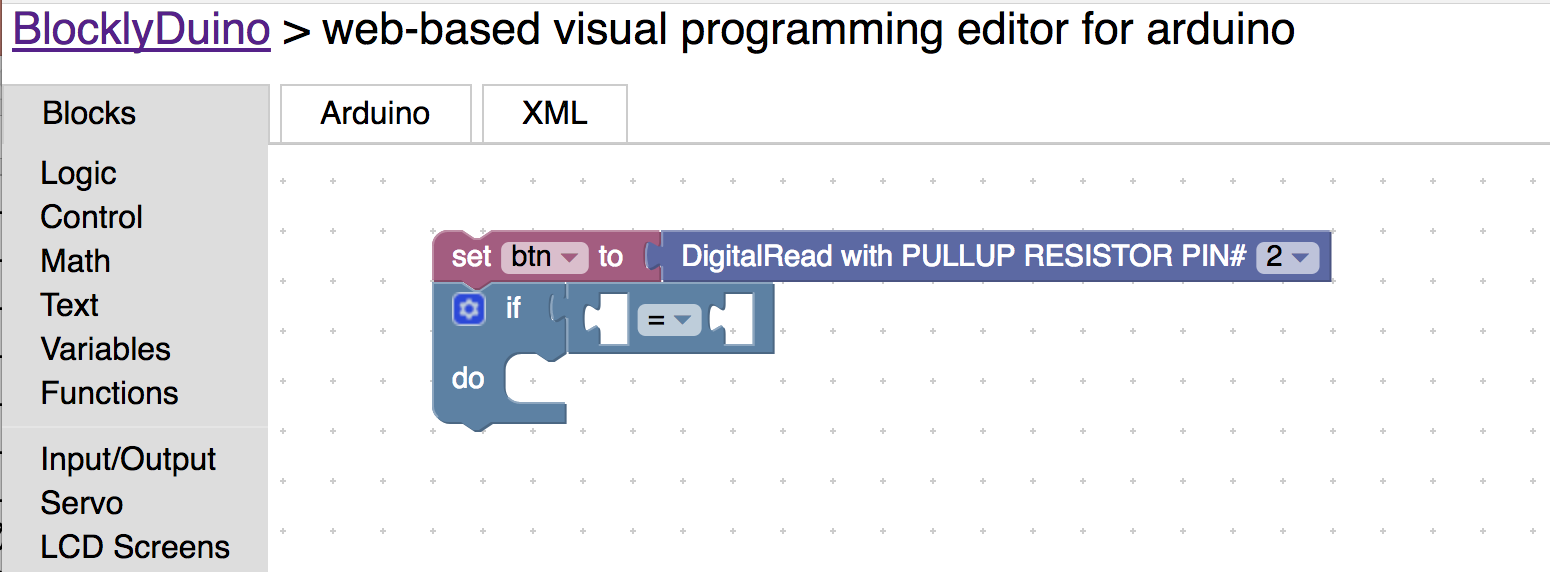 BlocklyDuino > web-based visual programming editor for arduino
Blocks
Arduino
XML
Logic
Control
Math
Text
Variables
Functions
Input/Output
Servo
LCD Screens
set btn to DigitalRead with PULLUP RESISTOR PIN# 2
if =
do